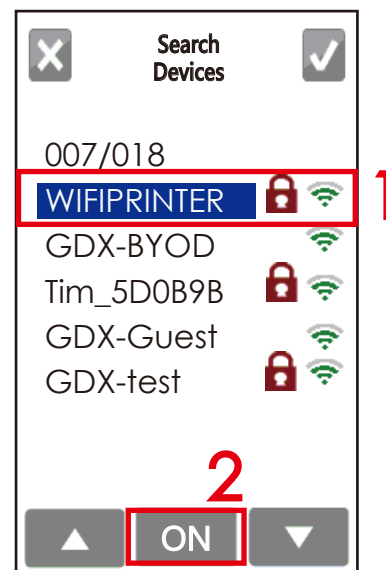 Search
Devices
007/018
WIFIPRINTER
1
GDX-BYOD
Tim_5D0B9B
GDX-Guest
GDX-test
2
ON